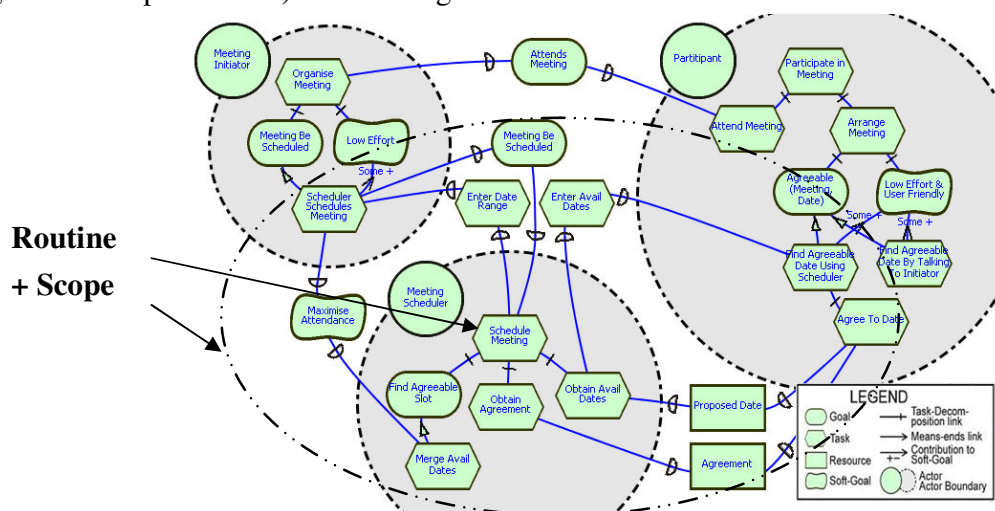 Meeting
Initiator
Organise
Meeting
Meeting Be
Scheduled
Low Effort
Some +
Scheduler
Schedules
Meeting
Attends
Meeting
Meeting Be
Scheduled
Enter Date
Range
Enter Avail
Dates
Partitipant
Participate in
Meeting
Attend Meeting
Arrange
Meeting
Agreeable
(Meeting,
Date)
Low Effort &
User Friendly
Some +
Some +
Find Agreeable
Date Using
Scheduler
Find Agreeable
Date By Talking
To Initiator
Agree To Date
Routine
+ Scope
Maximise
Attendance
Meeting
Scheduler
Schedule
Meeting
Find Agreeable
Slot
Obtain
Agreement
Obtain Avail
Dates
Merge Avail
Dates
Proposed Date
Agreement
LEGEND
Goal
Task
Resource
Soft-Goal
Task-Decom-
position link
Means-ends link
Contribution to
Soft-Goal
Actor
Actor Boundary